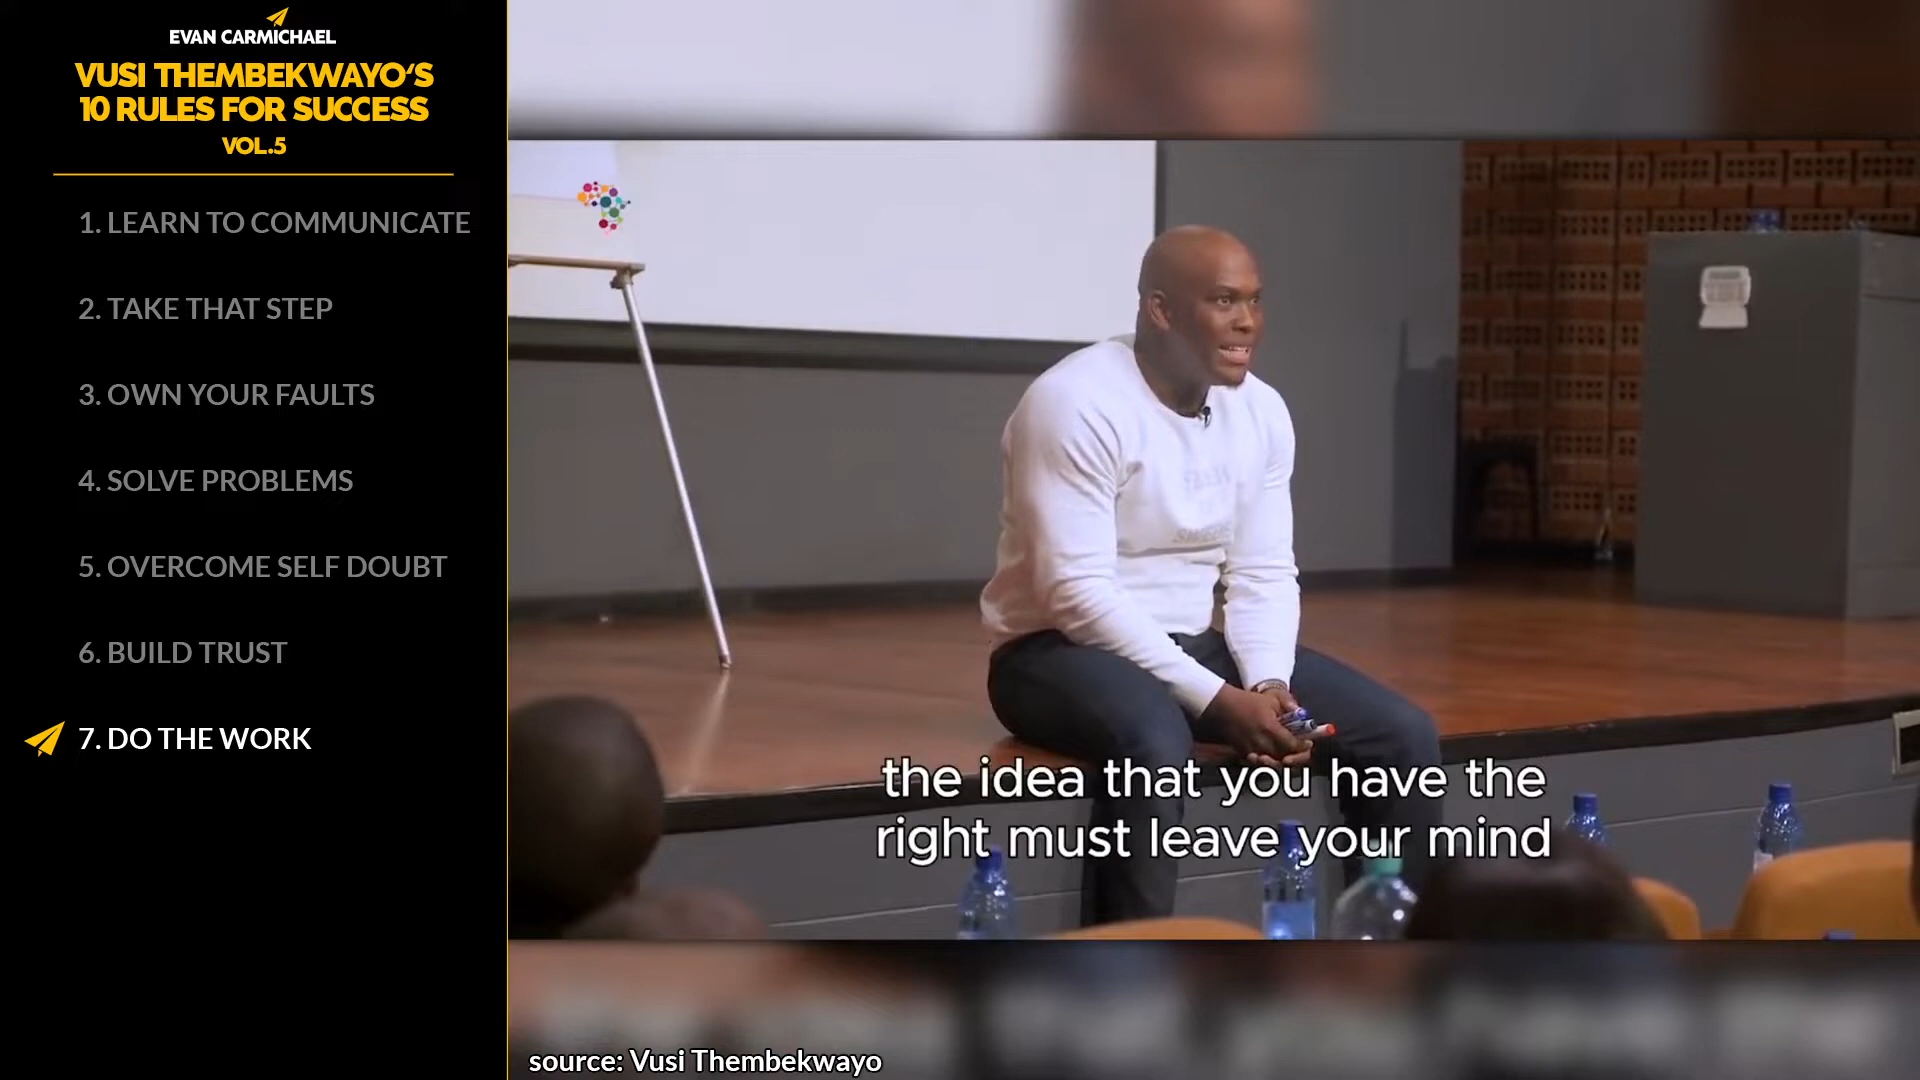 EVAN CARMICHAEL
VUSI THEMBEKWAYO'S
10 RULES FOR SUCCESS
VOL.5
1. LEARN TO COMMUNICATE
2. TAKE THAT STEP
3. OWN YOUR FAULTS
4. SOLVE PROBLEMS
5. OVERCOME SELF DOUBT
6. BUILD TRUST
7. DO THE WORK
the idea that you have the
right must leave your mind
source: Vusi Thembekwayo